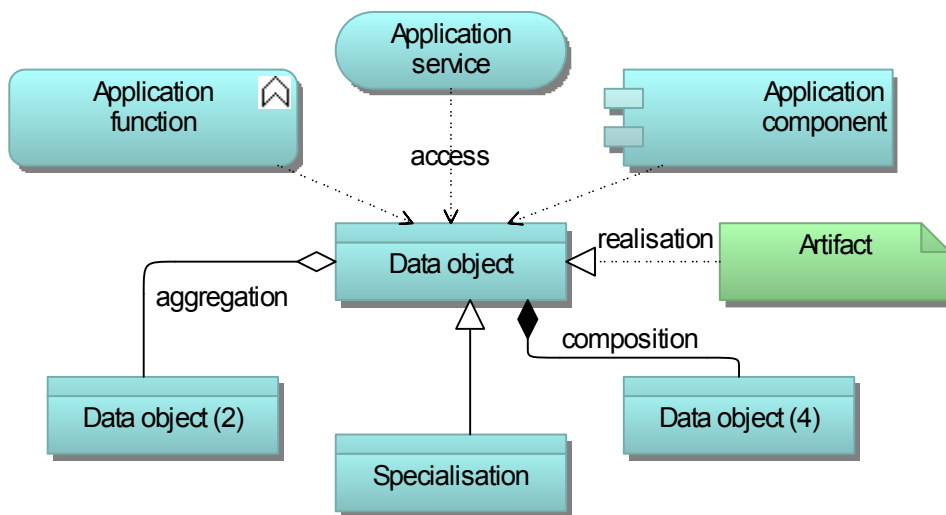 Application
service
Application
function
Application
component
access
realisation
Data object
Artifact
aggregation
composition
Data object (2)
Data object (4)
Specialisation